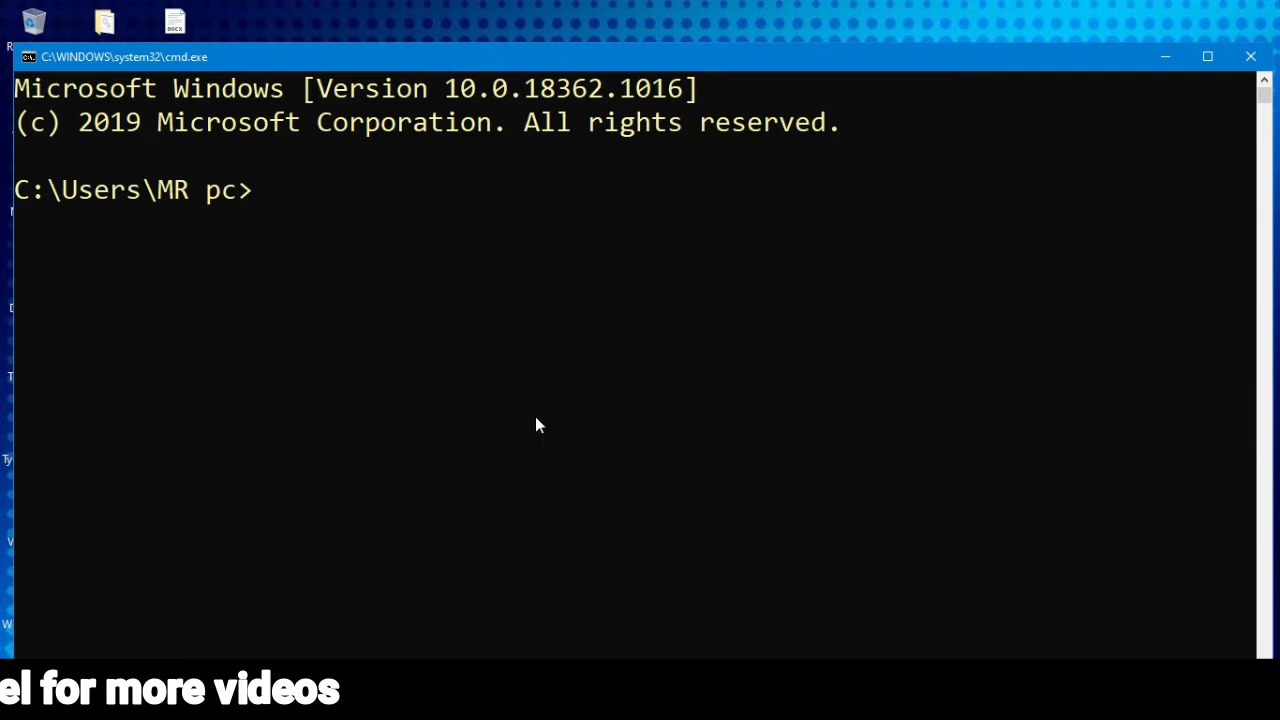 DOCX
C:\WINDOWS\system32\cmd.exe
Microsoft Windows [Version 10.0.18362.1016]
(c) 2019 Microsoft Corporation. All rights reserved.
C:\Users\MR pc>
el for more videos